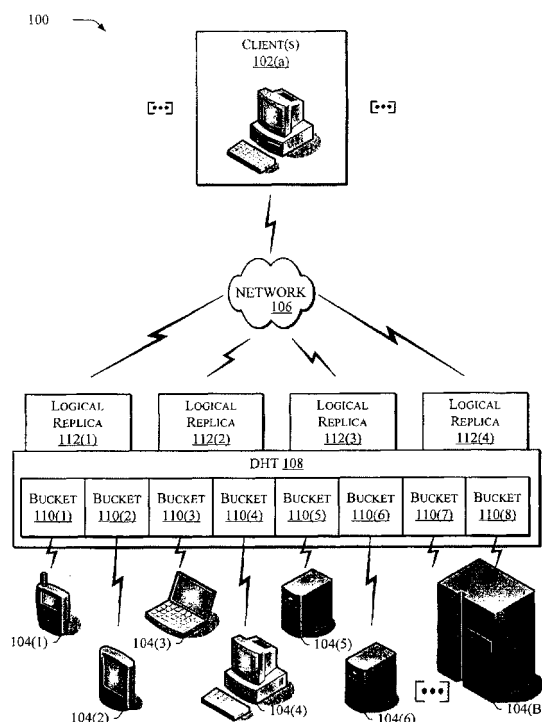 100
CLIENT(S)
102(a)
[•••]
[•••]
NETWORK
106
LOGICAL REPLICA 112(1)
LOGICAL REPLICA 112(2)
LOGICAL REPLICA 112(3)
LOGICAL REPLICA 112(4)
DHT 108
BUCKET 110(1)
BUCKET 110(2)
BUCKET 110(3)
BUCKET 110(4)
BUCKET 110(5)
BUCKET 110(6)
BUCKET 110(7)
BUCKET 110(8)
104(1)
104(3)
104(5)
104(2)
104(4)
104(6)
[•••]
104(B)